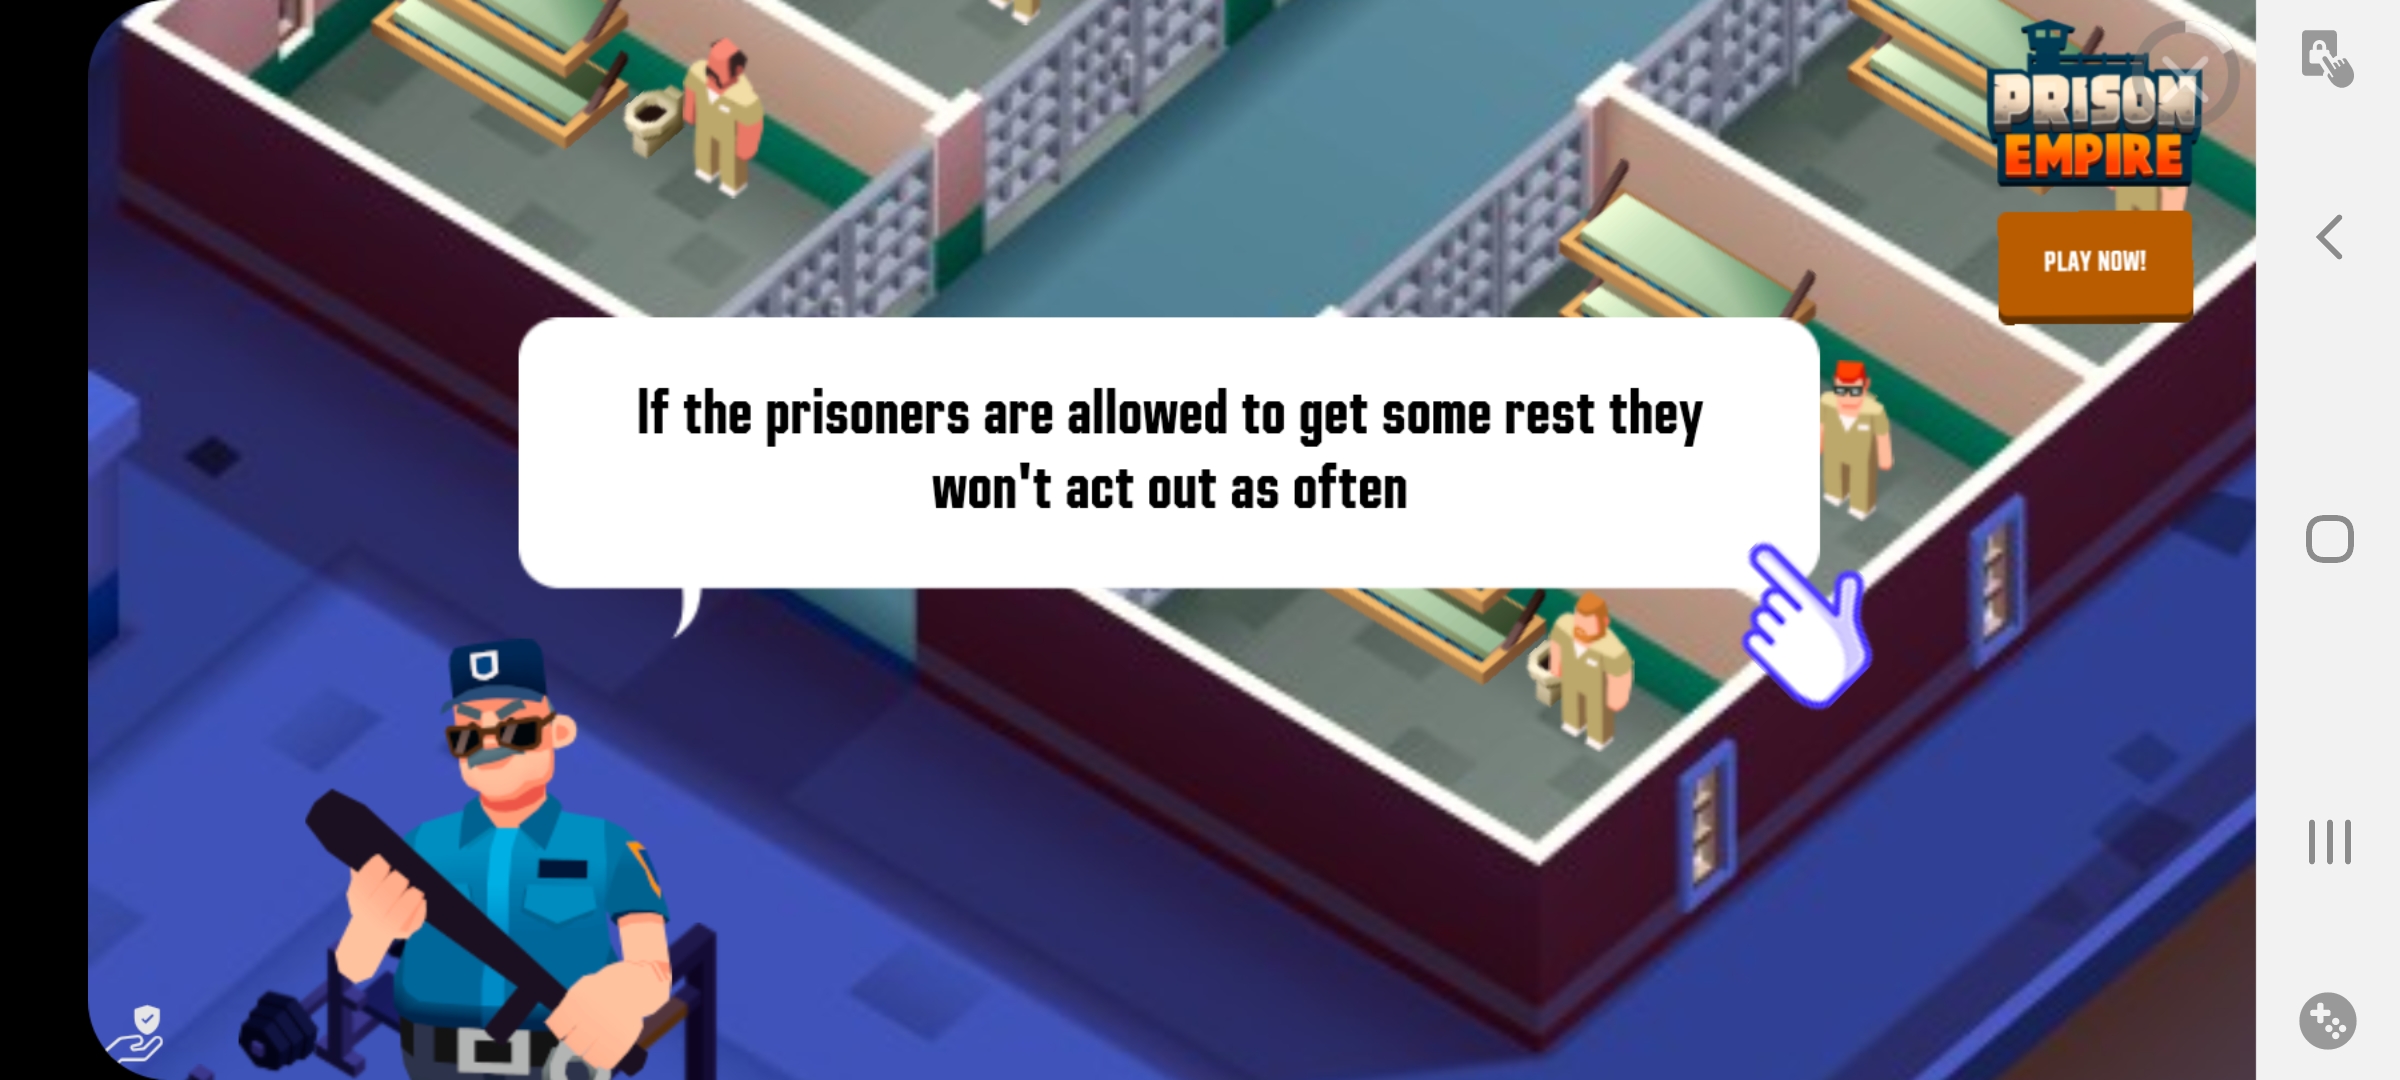 PRISON
EMPIRE
PLAY NOW!
If the prisoners are allowed to get some rest they
won't act out as often